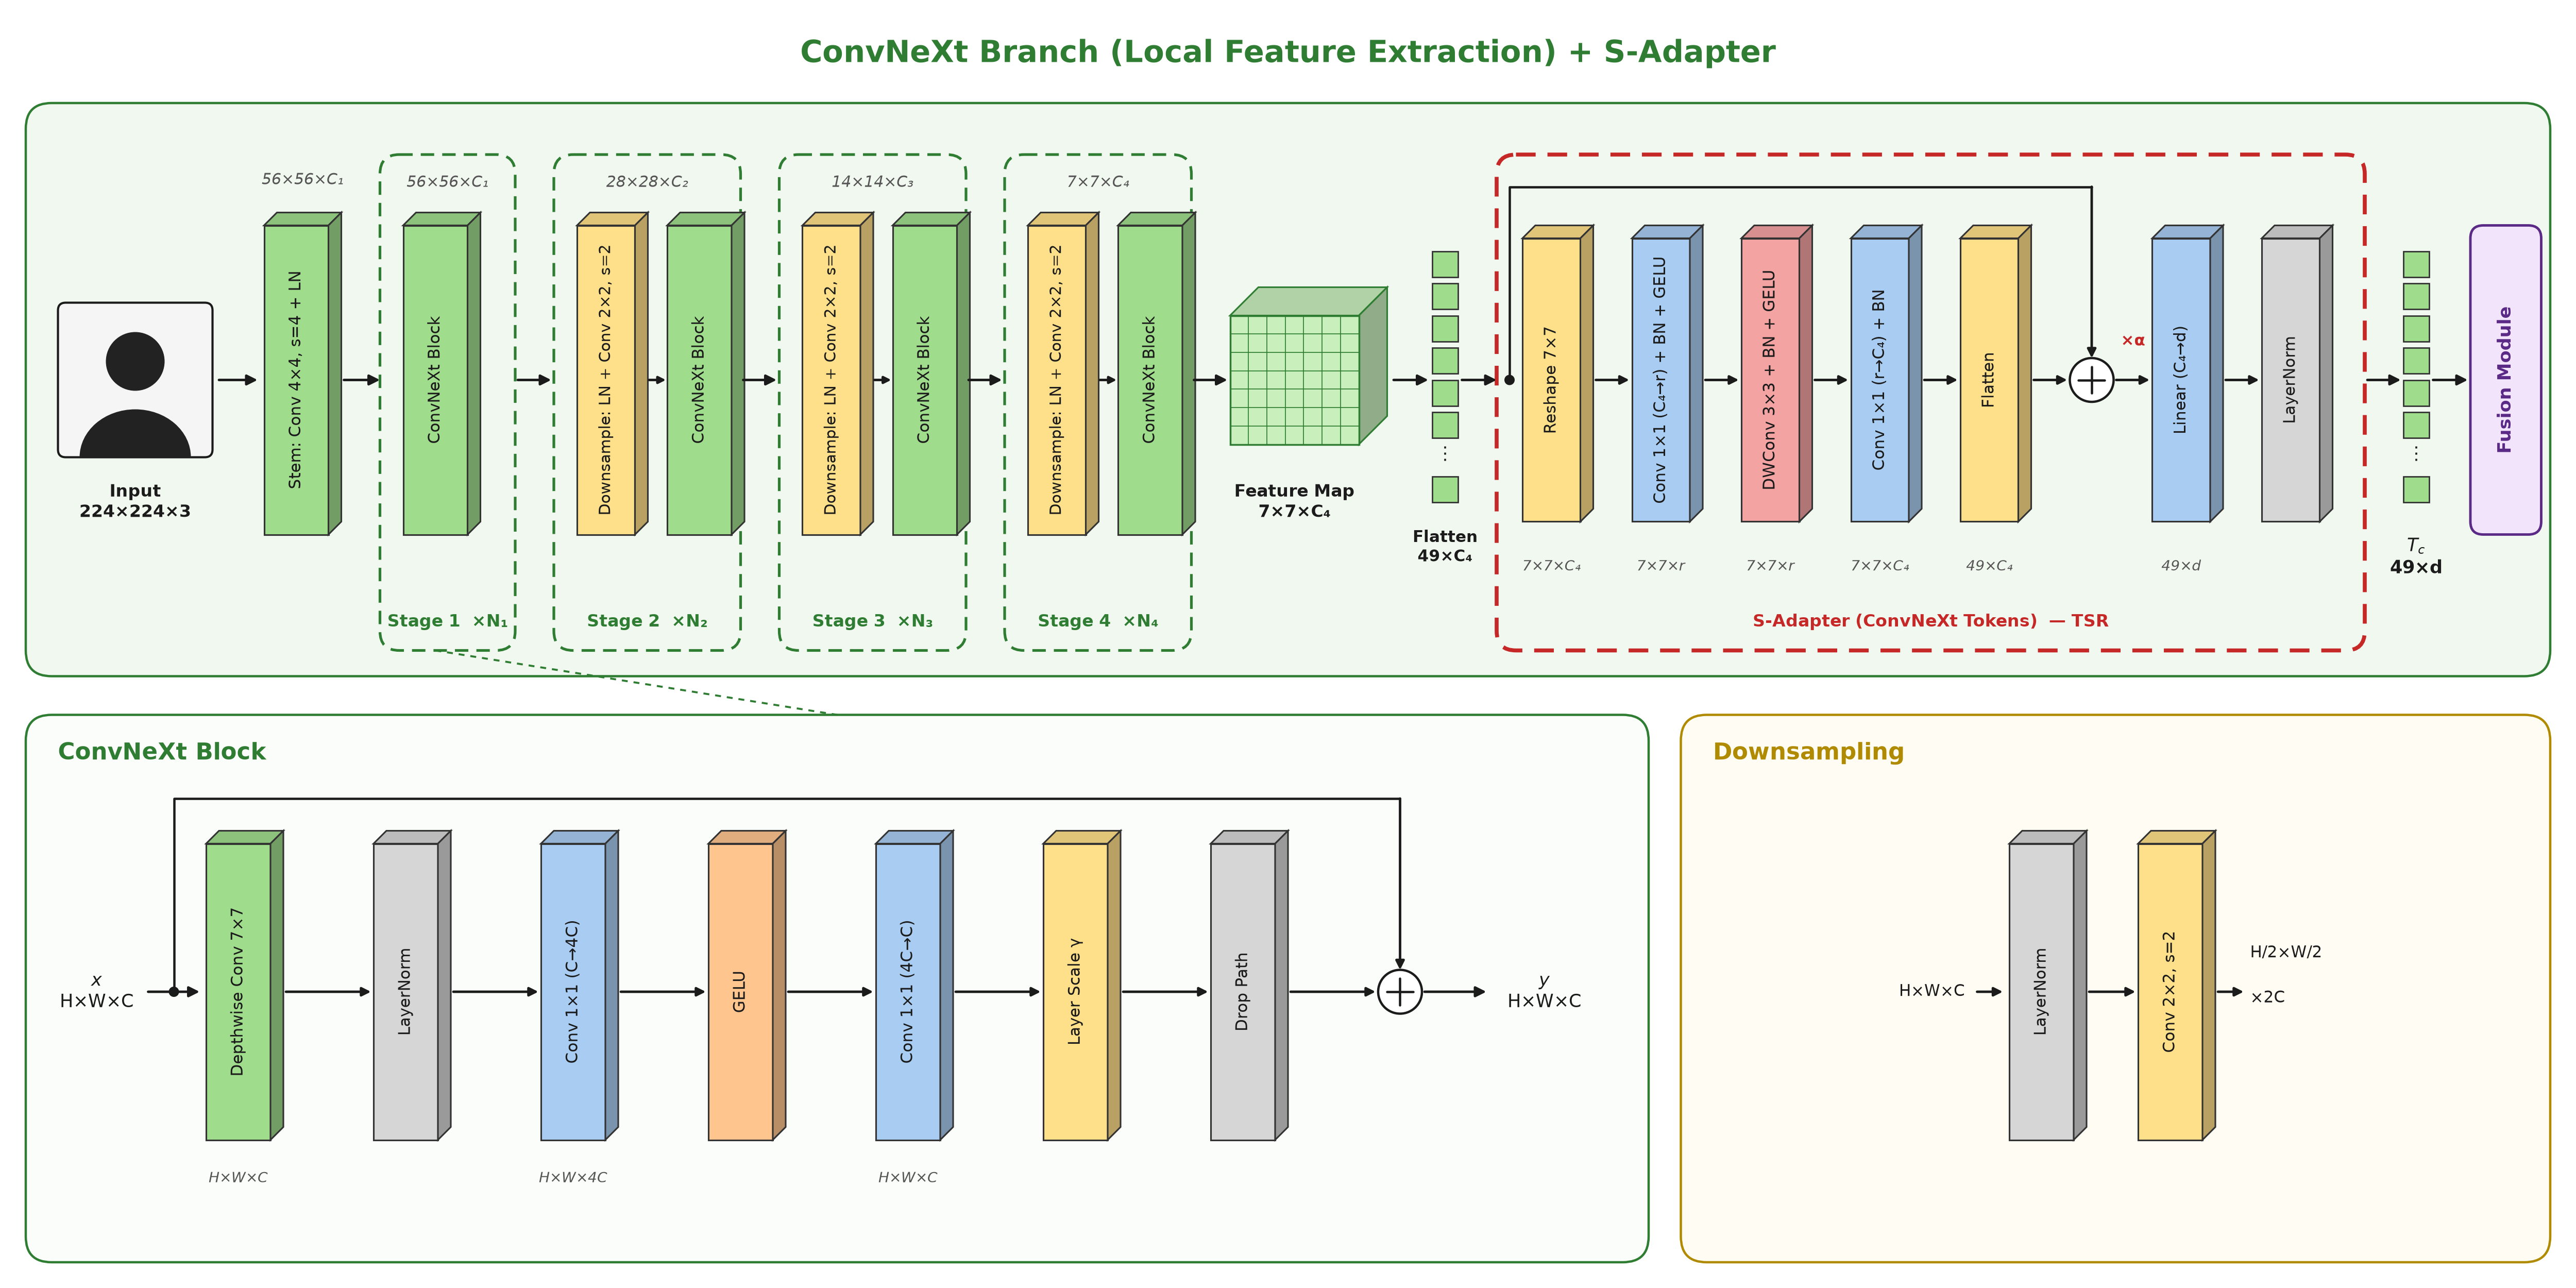 ConvNeXt Branch (Local Feature Extraction) + S-Adapter
56×56×C₁
56×56×C₁
28×28×C₂
14×14×C₃
7×7×C₄
Input
224×224×3
Stem: Conv 4×4, s=4 + LN
ConvNeXt Block
Stage 1 ×N₁
Downsample: LN + Conv 2×2, s=2
ConvNeXt Block
Stage 2 ×N₂
Downsample: LN + Conv 2×2, s=2
ConvNeXt Block
Stage 3 ×N₃
Downsample: LN + Conv 2×2, s=2
ConvNeXt Block
Stage 4 ×N₄
Feature Map
7×7×C₄
⋮
Flatten
49×C₄
Reshape 7×7
Conv 1×1 (C₄→r) + BN + GELU
DWConv 3×3 + BN + GELU
Conv 1×1 (r→C₄) + BN
Flatten
×α
Linear (C₄→d)
LayerNorm
7×7×C₄
7×7×r
7×7×r
7×7×C₄
49×C₄
49×d
S-Adapter (ConvNeXt Tokens) — TSR
⋮
T_c
49×d
Fusion Module
ConvNeXt Block
x
H×W×C
Depthwise Conv 7×7
LayerNorm
Conv 1×1 (C→4C)
GELU
Conv 1×1 (4C→C)
Layer Scale γ
Drop Path
y
H×W×C
H×W×C
H×W×4C
H×W×C
Downsampling
H×W×C
LayerNorm
Conv 2×2, s=2
H/2×W/2
×2C